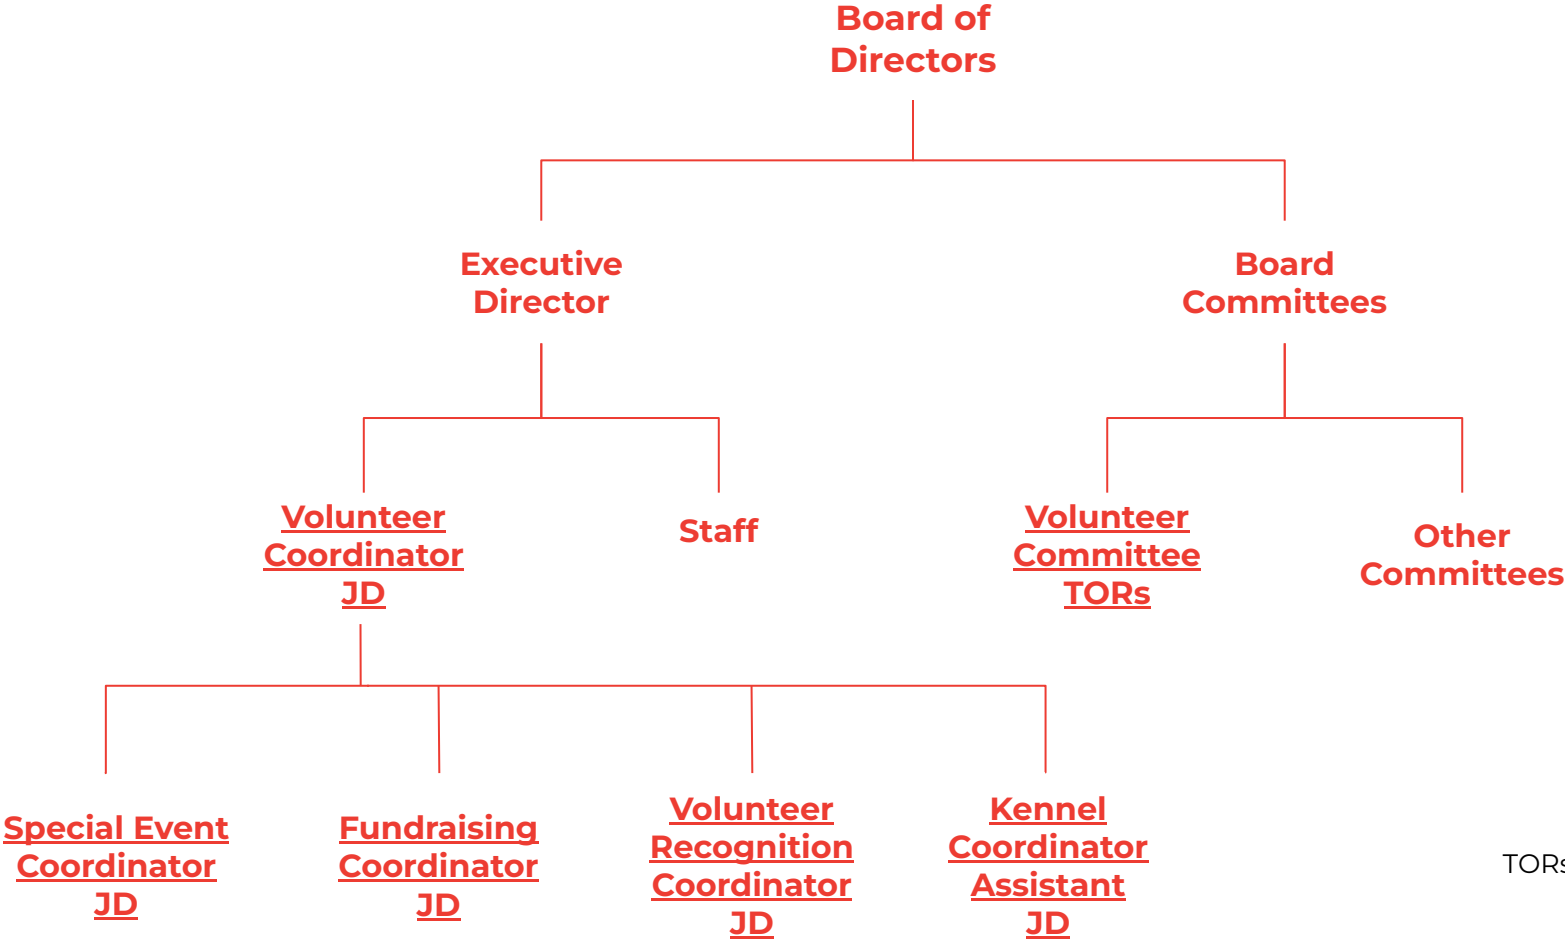 Board of
Directors
Executive
Director
Board
Committees
Volunteer
Coordinator
JD
Staff
Volunteer
Committee
TORs
Other
Committees
Special Event
Coordinator
JD
Fundraising
Coordinator
JD
Volunteer
Recognition
Coordinator
JD
Kennel
Coordinator
Assistant
JD
TORs